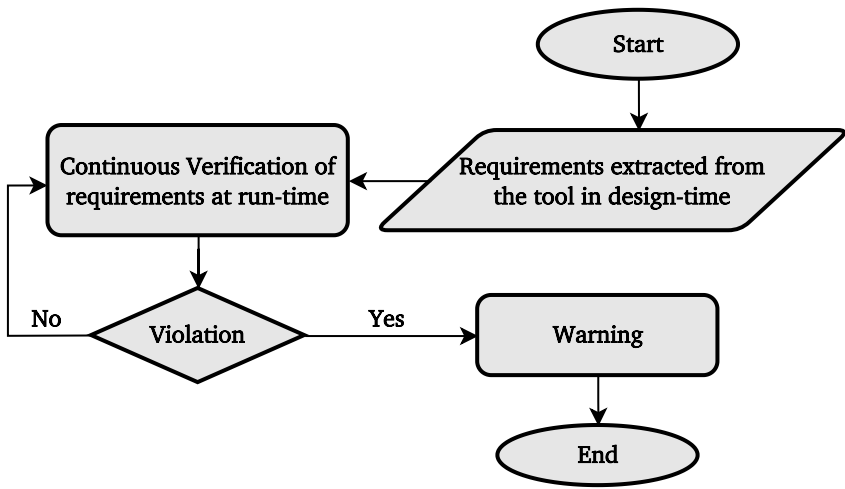 Start
Requirements extracted from
the tool in design-time
Continuous Verification of
requirements at run-time
Violation
No
Yes
Warning
End